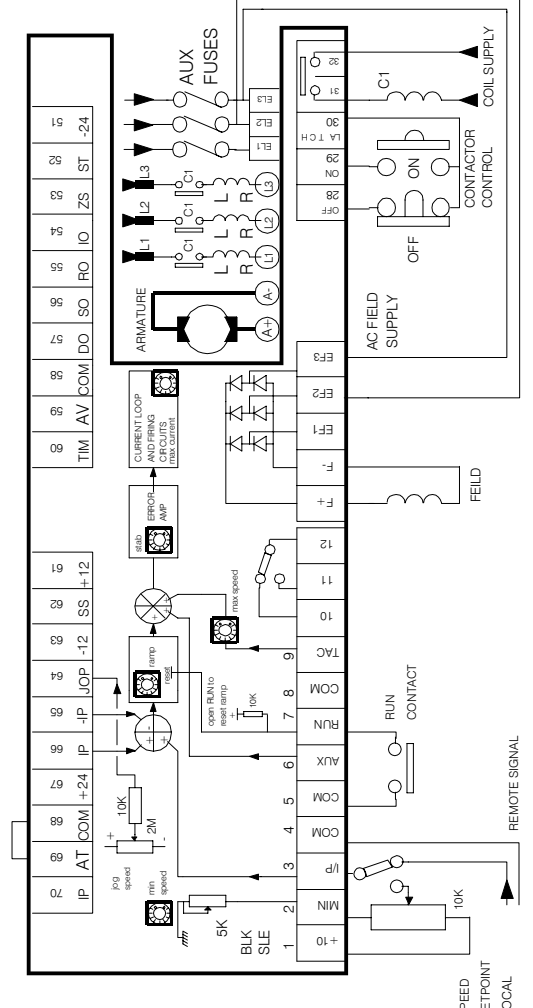 AUX
FUSES
51 52 53 54 55 56 57 58 59 60
-24 ST ZS IO RO SO DO COM AV TIM
61 62 63 64 65 66 67 68 69 70
+12 SS -12 JOP -IP IP +24 COM AT IP
EL3
EL2
EL1
L3
L2
L1
C1
C1
C1
L R
L R
L R
L3
L2
L1
ARMATURE
A-
A+
32
31
30
LATCH
29
ON
28
OFF
C1
COIL SUPPLY
ON
OFF
CONTACTOR
CONTROL
AC FIELD
SUPPLY
EF3
EF2
EF1
F-
F+
FEILD
CURRENT LOOP
AND FIRING
CIRCUITS
max current
stab
ERROR
AMP
ramp
reset
max speed
open RUN to
reset ramp
10K
+
+
+
+
-
+
+
10K
+
2M
-
jog
speed
min
speed
5K
BLK
SLE
12
11
10
9
TAC
8
COM
7
RUN
6
AUX
5
COM
4
COM
3
I/P
2
MIN
1
+10
RUN
CONTACT
REMOTE SIGNAL
10K
PEED
ETPOINT
OCAL